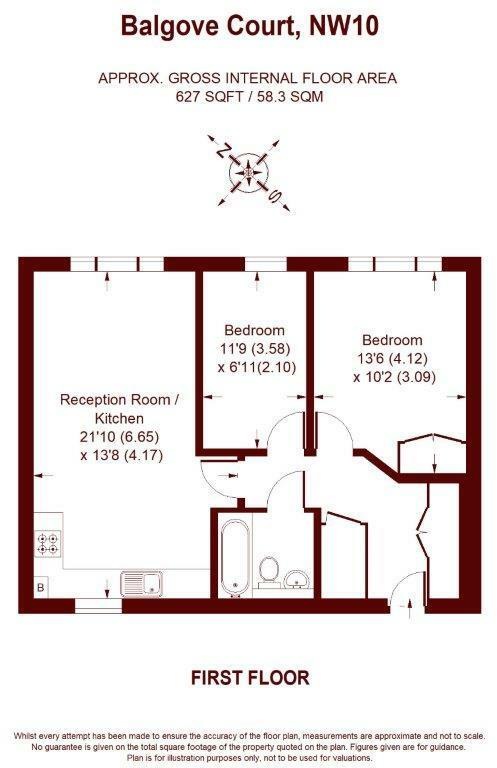 Balgove Court, NW10
APPROX. GROSS INTERNAL FLOOR AREA
627 SQFT / 58.3 SQM
N
S
Bedroom
11'9 (3.58)
x 6'11(2.10)
Bedroom
13'6 (4.12)
x 10'2 (3.09)
Reception Room /
Kitchen
21'10 (6.65)
x 13'8 (4.17)
B
FIRST FLOOR
Whilst every attempt has been made to ensure the accuracy of the floor plan, measurements are approximate and not to scale.
No guarantee is given on the total square footage of the property quoted on the plan. Figures given are for guidance.
Plan is for illustration purposes only, not to be used for valuations.